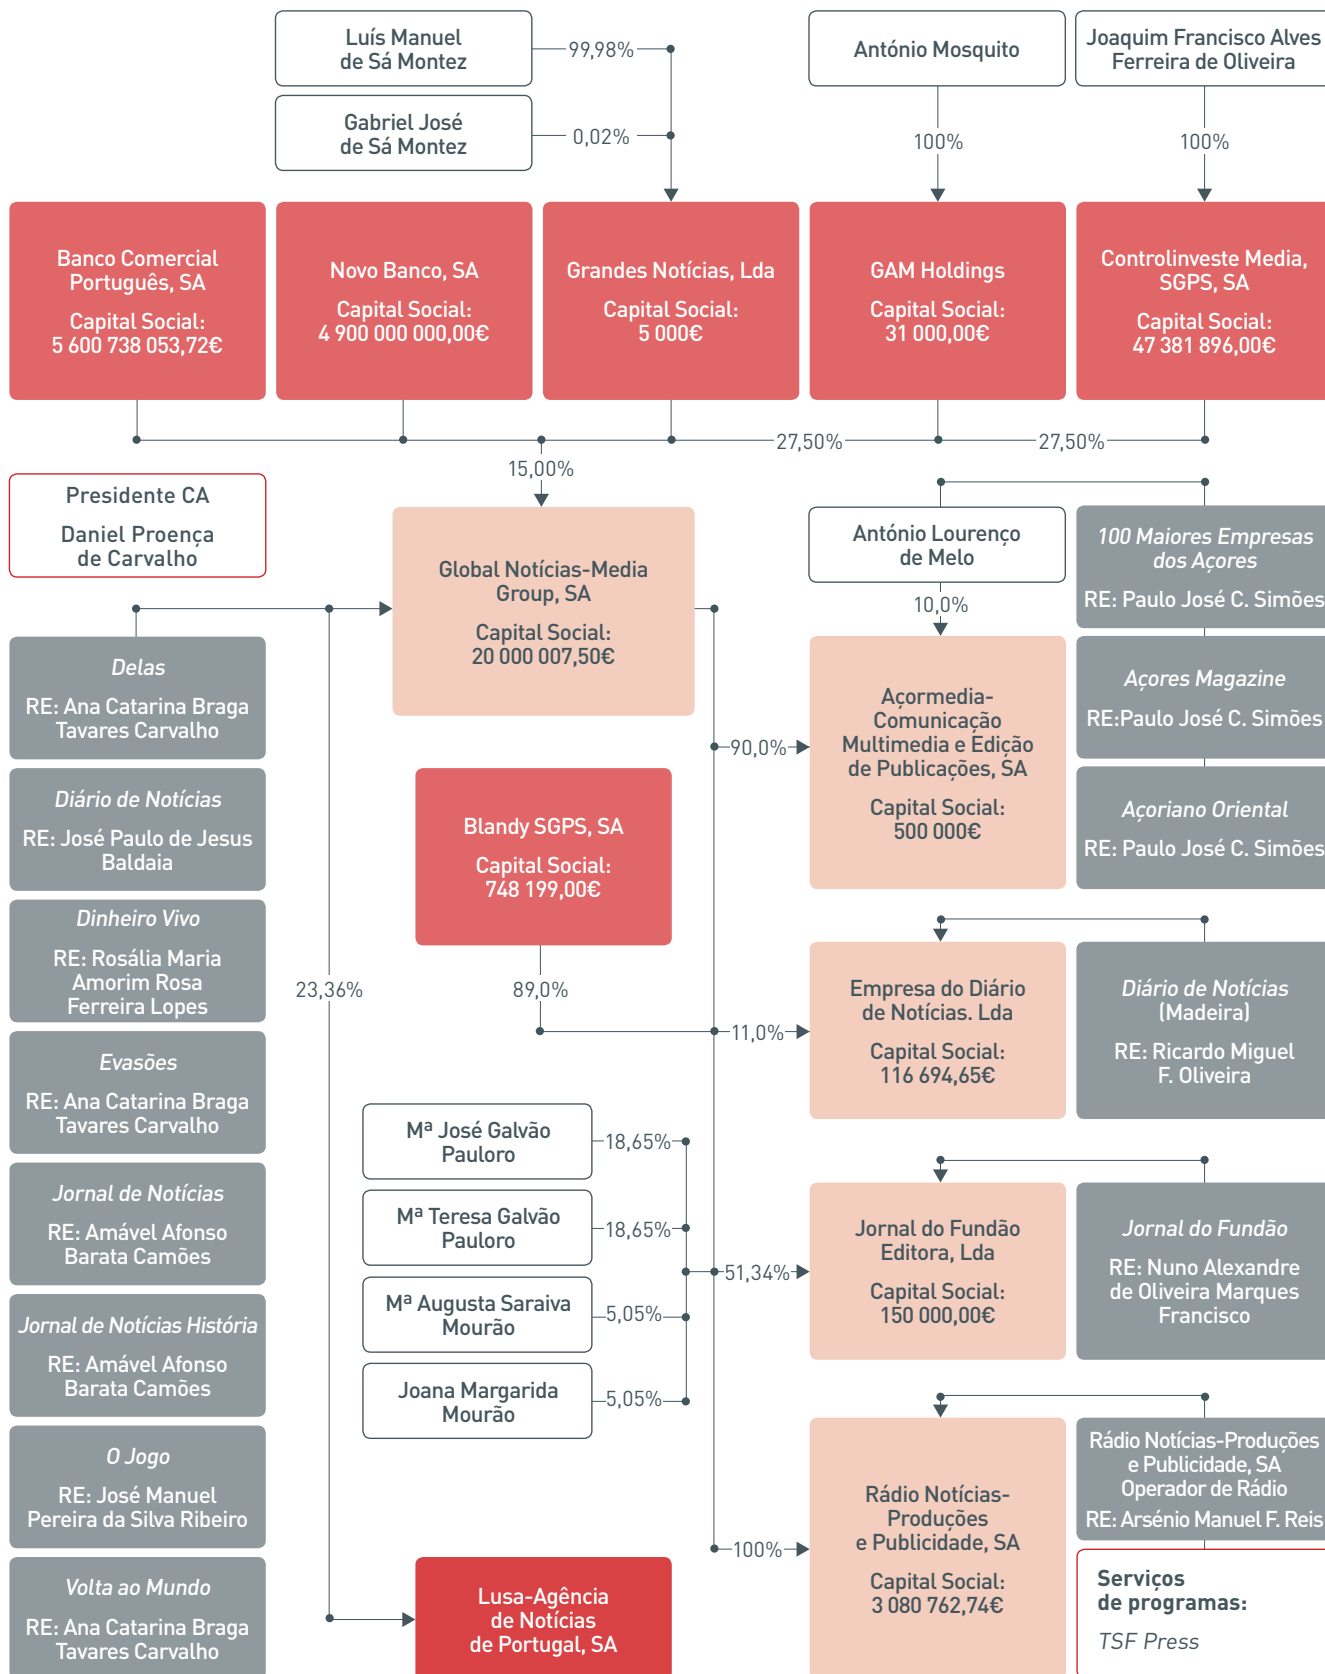 Luís Manuel
de Sá Montez
99,98%
Gabriel José
de Sá Montez
0,02%
António Mosquito
100%
Joaquim Francisco Alves
Ferreira de Oliveira
100%
Banco Comercial
Português, SA
Capital Social:
5 600 738 053,72€
Novo Banco, SA
Capital Social:
4 900 000 000,00€
Grandes Notícias, Lda
Capital Social:
5 000€
GAM Holdings
Capital Social:
31 000,00€
Controlinveste Media,
SGPS, SA
Capital Social:
47 381 896,00€
27,50%
27,50%
15,00%
Presidente CA
Daniel Proença
de Carvalho
Global Notícias-Media
Group, SA
Capital Social:
20 000 007,50€
António Lourenço
de Melo
10,0%
100 Maiores Empresas
dos Açores
RE: Paulo José C. Simões
Açores Magazine
RE:Paulo José C. Simões
Açoriano Oriental
RE: Paulo José C. Simões
90,0%
Açormedia-
Comunicação
Multimedia e Edição
de Publicações, SA
Capital Social:
500 000€
Delas
RE: Ana Catarina Braga
Tavares Carvalho
Diário de Notícias
RE: José Paulo de Jesus
Baldaia
Dinheiro Vivo
RE: Rosália Maria
Amorim Rosa
Ferreira Lopes
Evasões
RE: Ana Catarina Braga
Tavares Carvalho
Jornal de Notícias
RE: Amável Afonso
Barata Camões
Jornal de Notícias História
RE: Amável Afonso
Barata Camões
O Jogo
RE: José Manuel
Pereira da Silva Ribeiro
Volta ao Mundo
RE: Ana Catarina Braga
Tavares Carvalho
23,36%
Blandy SGPS, SA
Capital Social:
748 199,00€
89,0%
11,0%
Empresa do Diário
de Notícias. Lda
Capital Social:
116 694,65€
Diário de Notícias
(Madeira)
RE: Ricardo Miguel
F. Oliveira
Mª José Galvão
Pauloro
18,65%
Mª Teresa Galvão
Pauloro
18,65%
Mª Augusta Saraiva
Mourão
5,05%
Joana Margarida
Mourão
5,05%
51,34%
Jornal do Fundão
Editora, Lda
Capital Social:
150 000,00€
Jornal do Fundão
RE: Nuno Alexandre
de Oliveira Marques
Francisco
100%
Rádio Notícias-
Produções
e Publicidade, SA
Capital Social:
3 080 762,74€
Rádio Notícias-Produções
e Publicidade, SA
Operador de Rádio
RE: Arsénio Manuel F. Reis
Serviços
de programas:
TSF Press
Lusa-Agência
de Notícias
de Portugal, SA